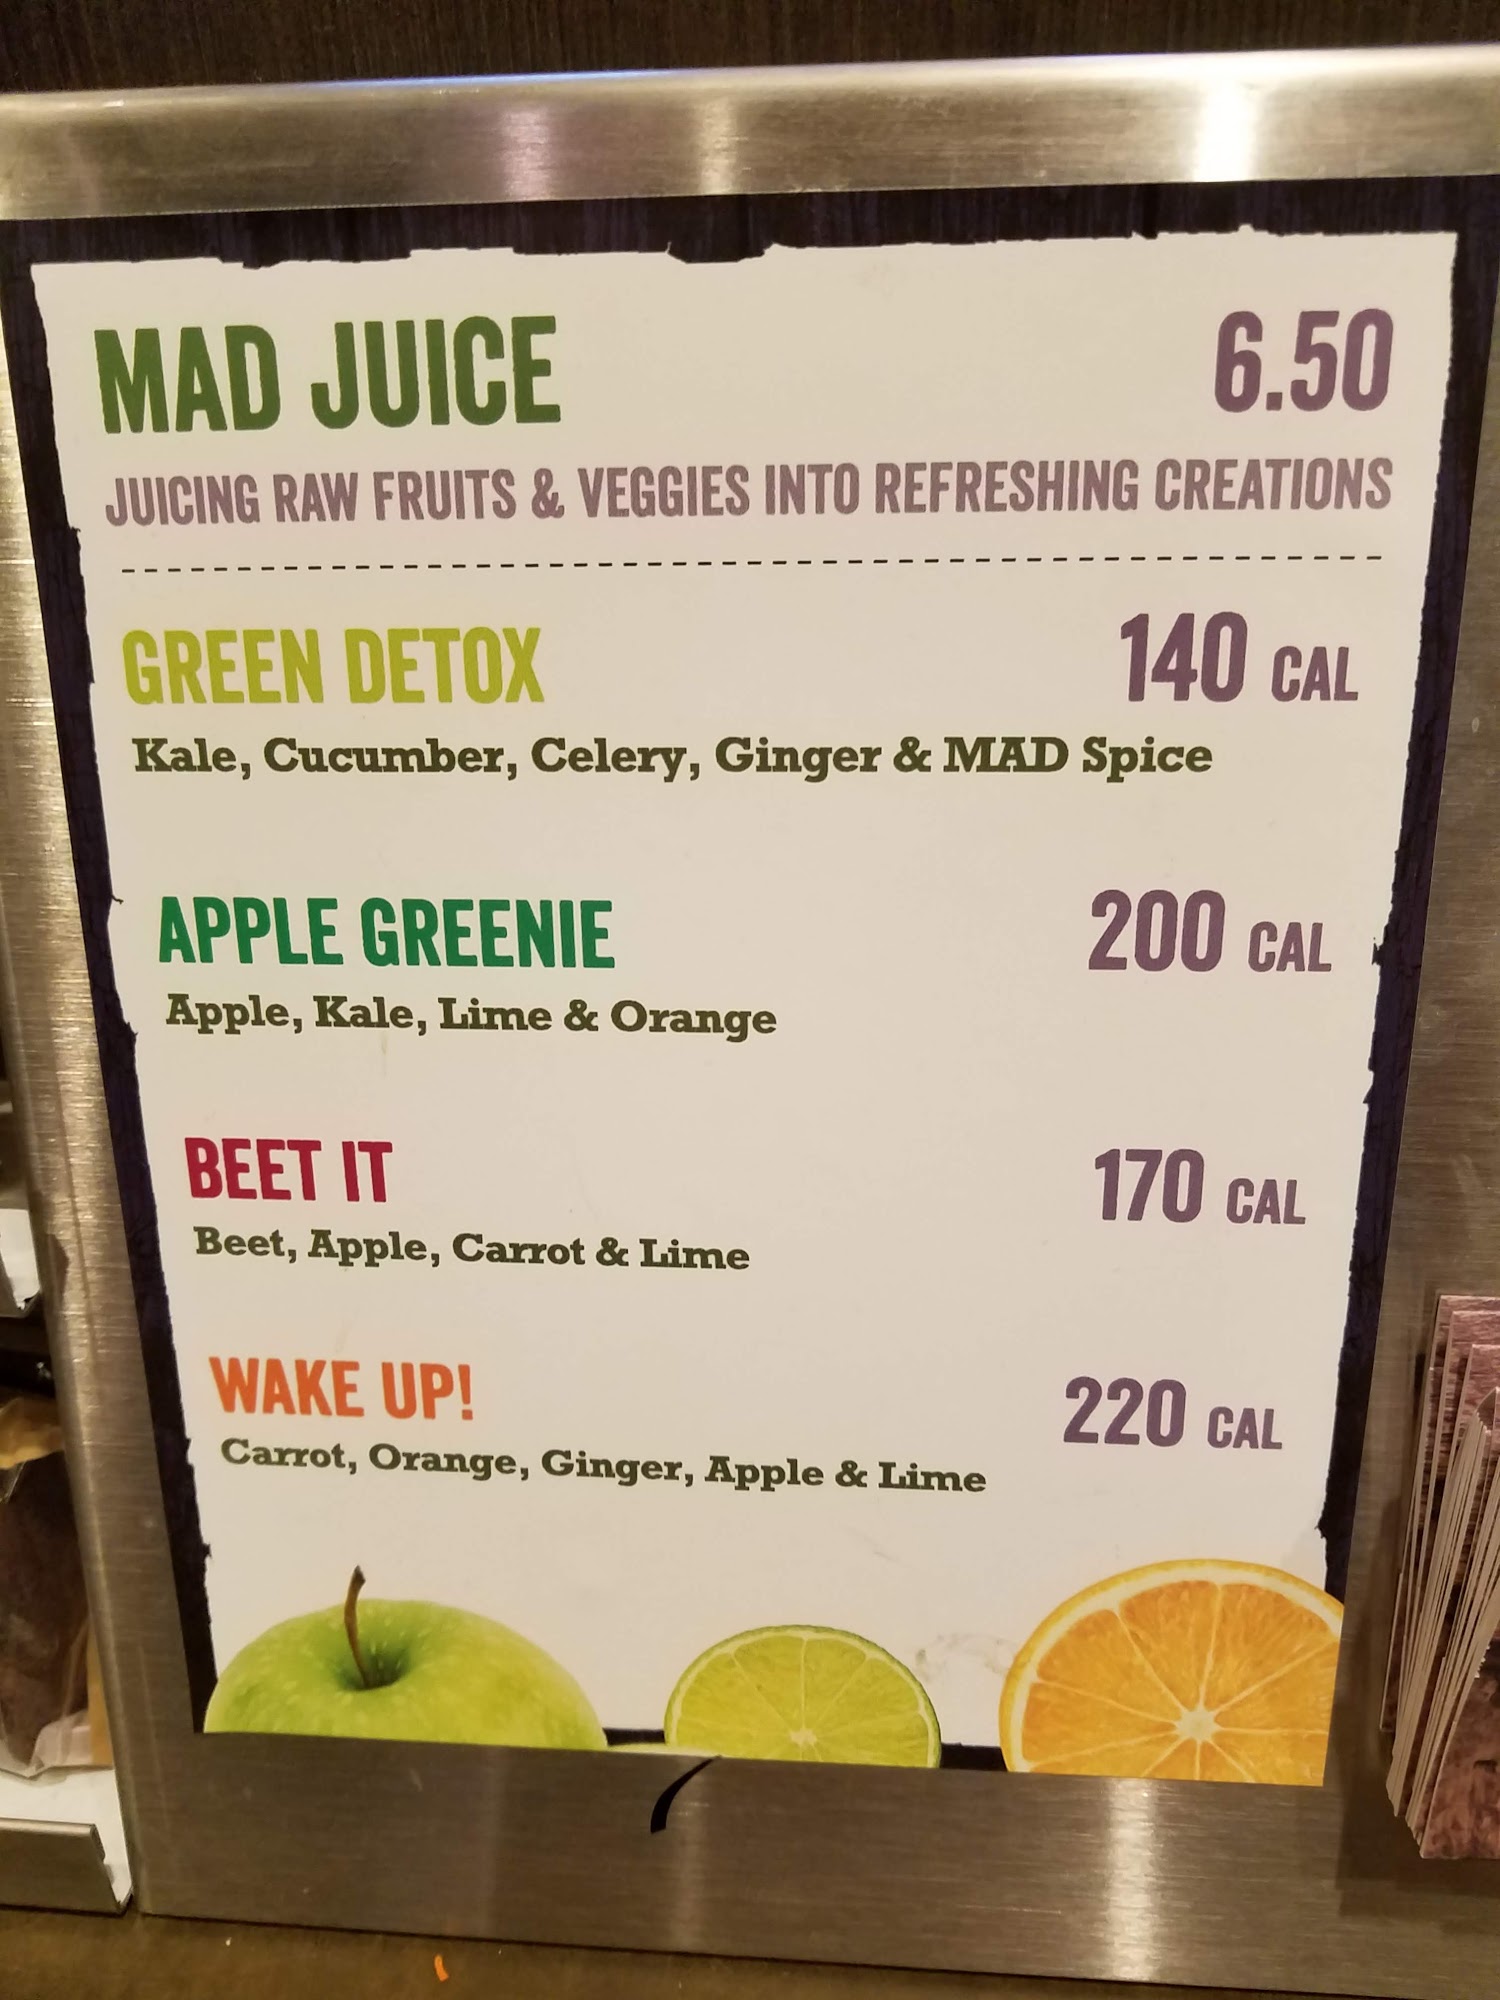 MAD JUICE 6.50
JUICING RAW FRUITS & VEGGIES INTO REFRESHING CREATIONS
GREEN DETOX 140 CAL
Kale, Cucumber, Celery, Ginger & MAD Spice
APPLE GREENIE 200 CAL
Apple, Kale, Lime & Orange
BEET IT 170 CAL
Beet, Apple, Carrot & Lime
WAKE UP! 220 CAL
Carrot, Orange, Ginger, Apple & Lime